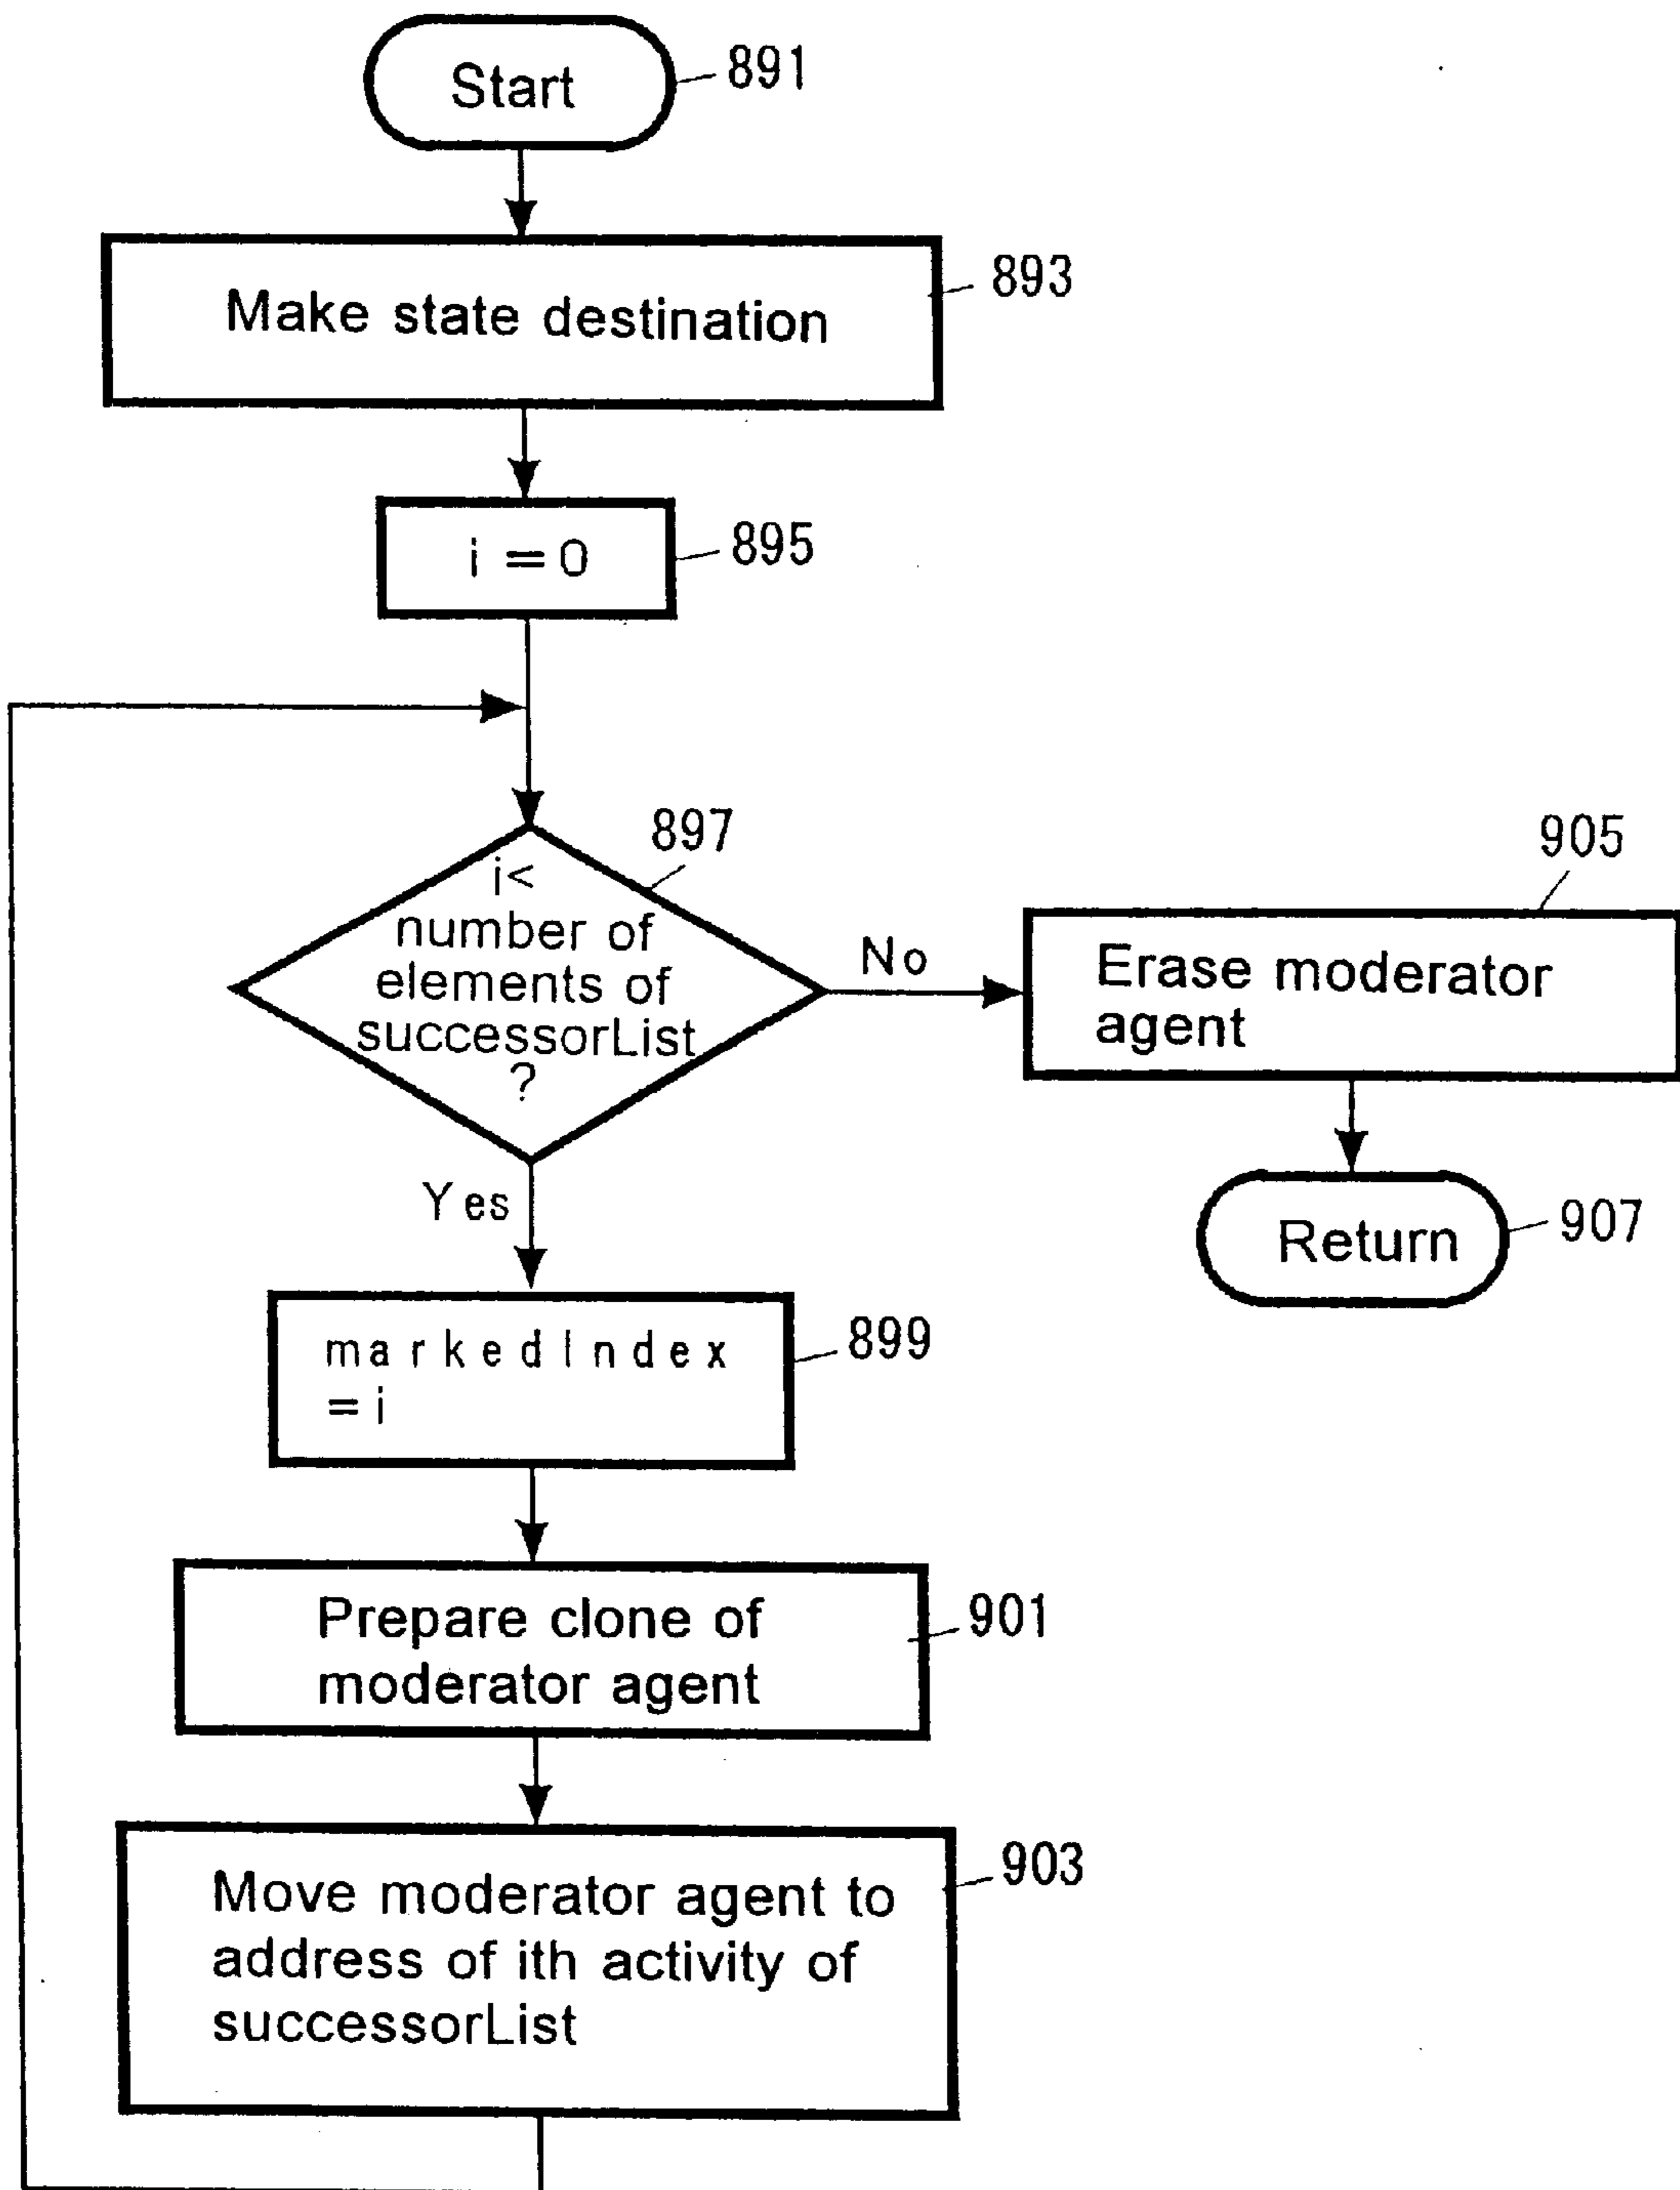 Start
891
Make state destination
893
i = 0
895
897
i<
number of
elements of
successorList
?
No
905
Erase moderator
agent
Return
907
Yes
markedIndex
= i
899
Prepare clone of
moderator agent
901
Move moderator agent to
address of ith activity of
successorList
903